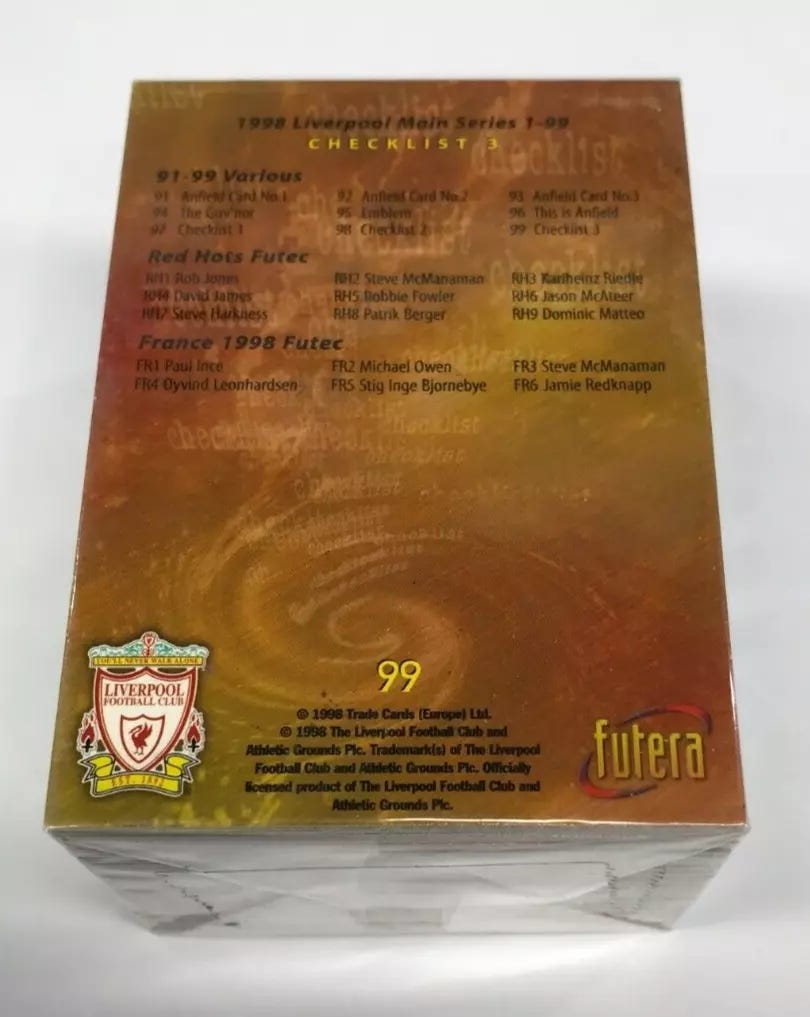 1998 Liverpool Main Series 1-99
CHECKLIST 3
91-99 Various
91 Anfield Card No.1 92 Anfield Card No.2 93 Anfield Card No.3
94 The Guv'nor 95 Emblem 96 This is Anfield
97 Checklist 1 98 Checklist 2 99 Checklist 3
Red Hots Futec
RH1 Rob Jones RH2 Steve McManaman RH3 Karlheinz Riedle
RH4 David James RH5 Robbie Fowler RH6 Jason McAteer
RH7 Steve Harkness RH8 Patrik Berger RH9 Dominic Matteo
France 1998 Futec
FR1 Paul Ince FR2 Michael Owen FR3 Steve McManaman
FR4 Oyvind Leonhardsen FR5 Stig Inge Bjornebye FR6 Jamie Redknapp
99
YOU'LL NEVER WALK ALONE
LIVERPOOL
FOOTBALL CLUB
EST. 1892
© 1998 Trade Cards (Europe) Ltd.
© 1998 The Liverpool Football Club and
Athletic Grounds Plc. Trademark(s) of The Liverpool
Football Club and Athletic Grounds Plc. Officially
licensed product of The Liverpool Football Club and
Athletic Grounds Plc.
futera